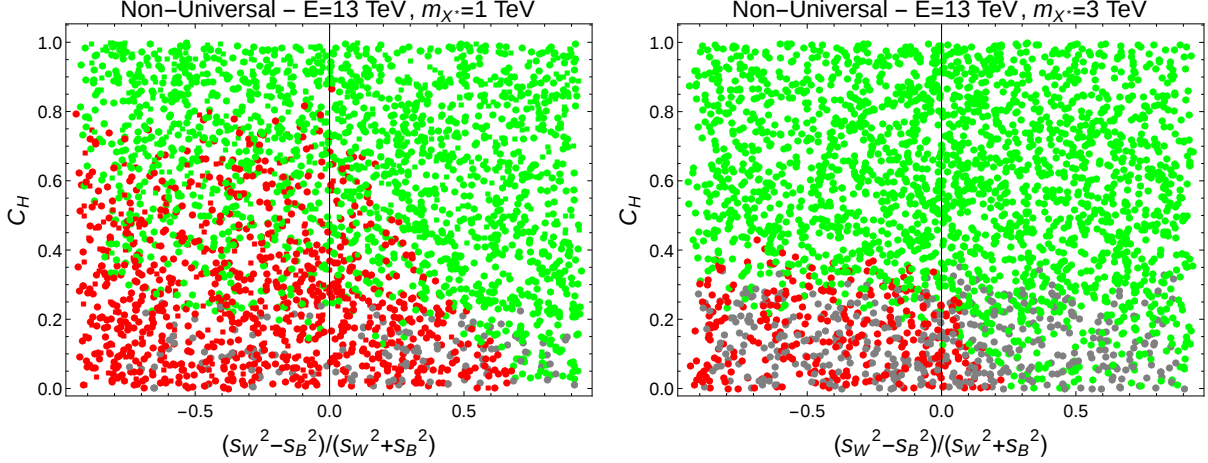 Non−Universal − E=13 TeV, m_X*=1 TeV
1.0
0.8
0.6
0.4
0.2
0.0
C_H
−0.5 0.0 0.5
(s_W^2−s_B^2)/(s_W^2+s_B^2)
Non−Universal − E=13 TeV, m_X*=3 TeV
1.0
0.8
0.6
0.4
0.2
0.0
C_H
−0.5 0.0 0.5
(s_W^2−s_B^2)/(s_W^2+s_B^2)